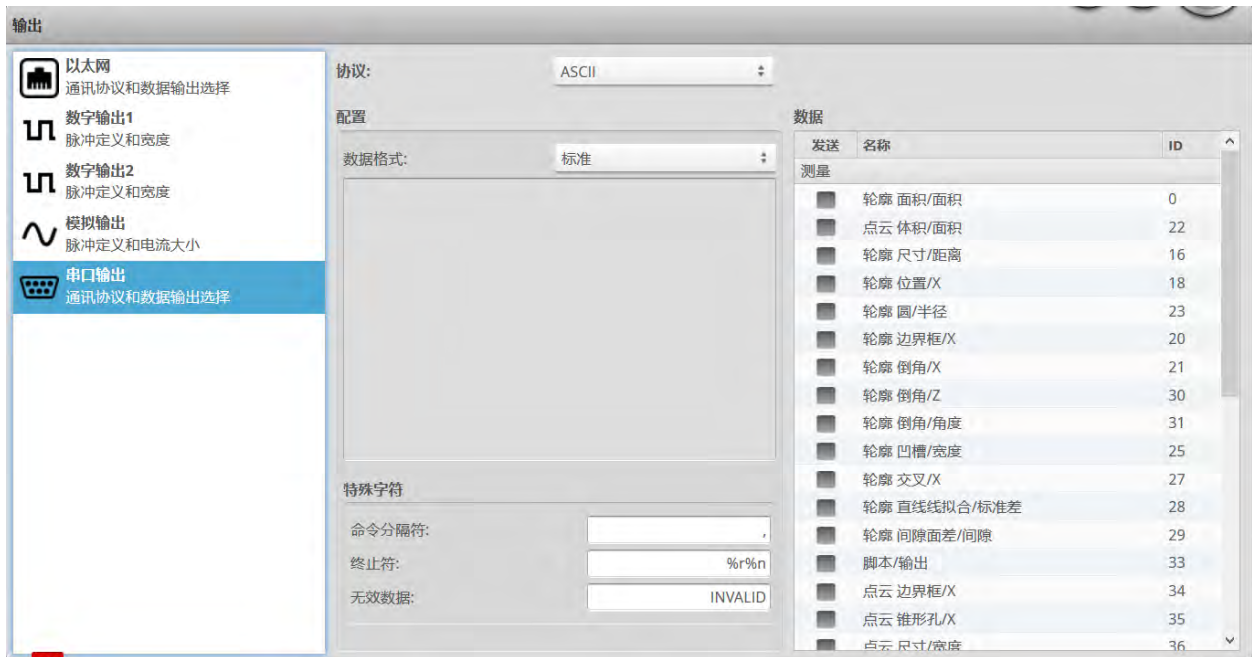 输出
以太网
通讯协议和数据输出选择
数字输出1
脉冲定义和宽度
数字输出2
脉冲定义和宽度
模拟输出
脉冲定义和电流大小
串口输出
通讯协议和数据输出选择
协议: ASCII
配置
数据格式: 标准
特殊字符
命令分隔符: ,
终止符: %r%n
无效数据: INVALID
数据
发送 名称 ID
测量
轮廓 面积/面积 0
点云 体积/面积 22
轮廓 尺寸/距离 16
轮廓 位置/X 18
轮廓 圆/半径 23
轮廓 边界框/X 20
轮廓 倒角/X 21
轮廓 倒角/Z 30
轮廓 倒角/角度 31
轮廓 凹槽/宽度 25
轮廓 交叉/X 27
轮廓 直线线拟合/标准差 28
轮廓 间隙面差/间隙 29
脚本/输出 33
点云 边界框/X 34
点云 锥形孔/X 35
点云 尺寸/宽度 36